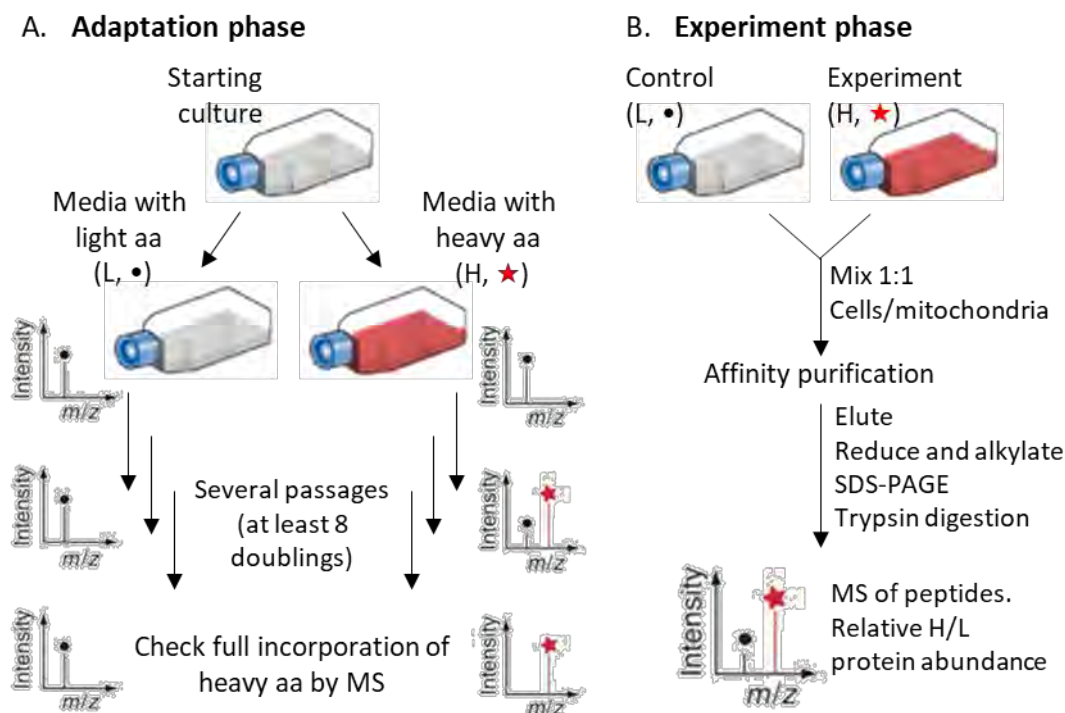 A. Adaptation phase
Starting
culture
Media with
light aa
(L, •)
Media with
heavy aa
(H, ★)
Intensity
m/z
Intensity
m/z
Several passages
(at least 8
doublings)
Intensity
m/z
Intensity
m/z
Check full incorporation of
heavy aa by MS
Intensity
m/z
Intensity
m/z
B. Experiment phase
Control
(L, •)
Experiment
(H, ★)
Mix 1:1
Cells/mitochondria
Affinity purification
Elute
Reduce and alkylate
SDS-PAGE
Trypsin digestion
Intensity
m/z
MS of peptides.
Relative H/L
protein abundance